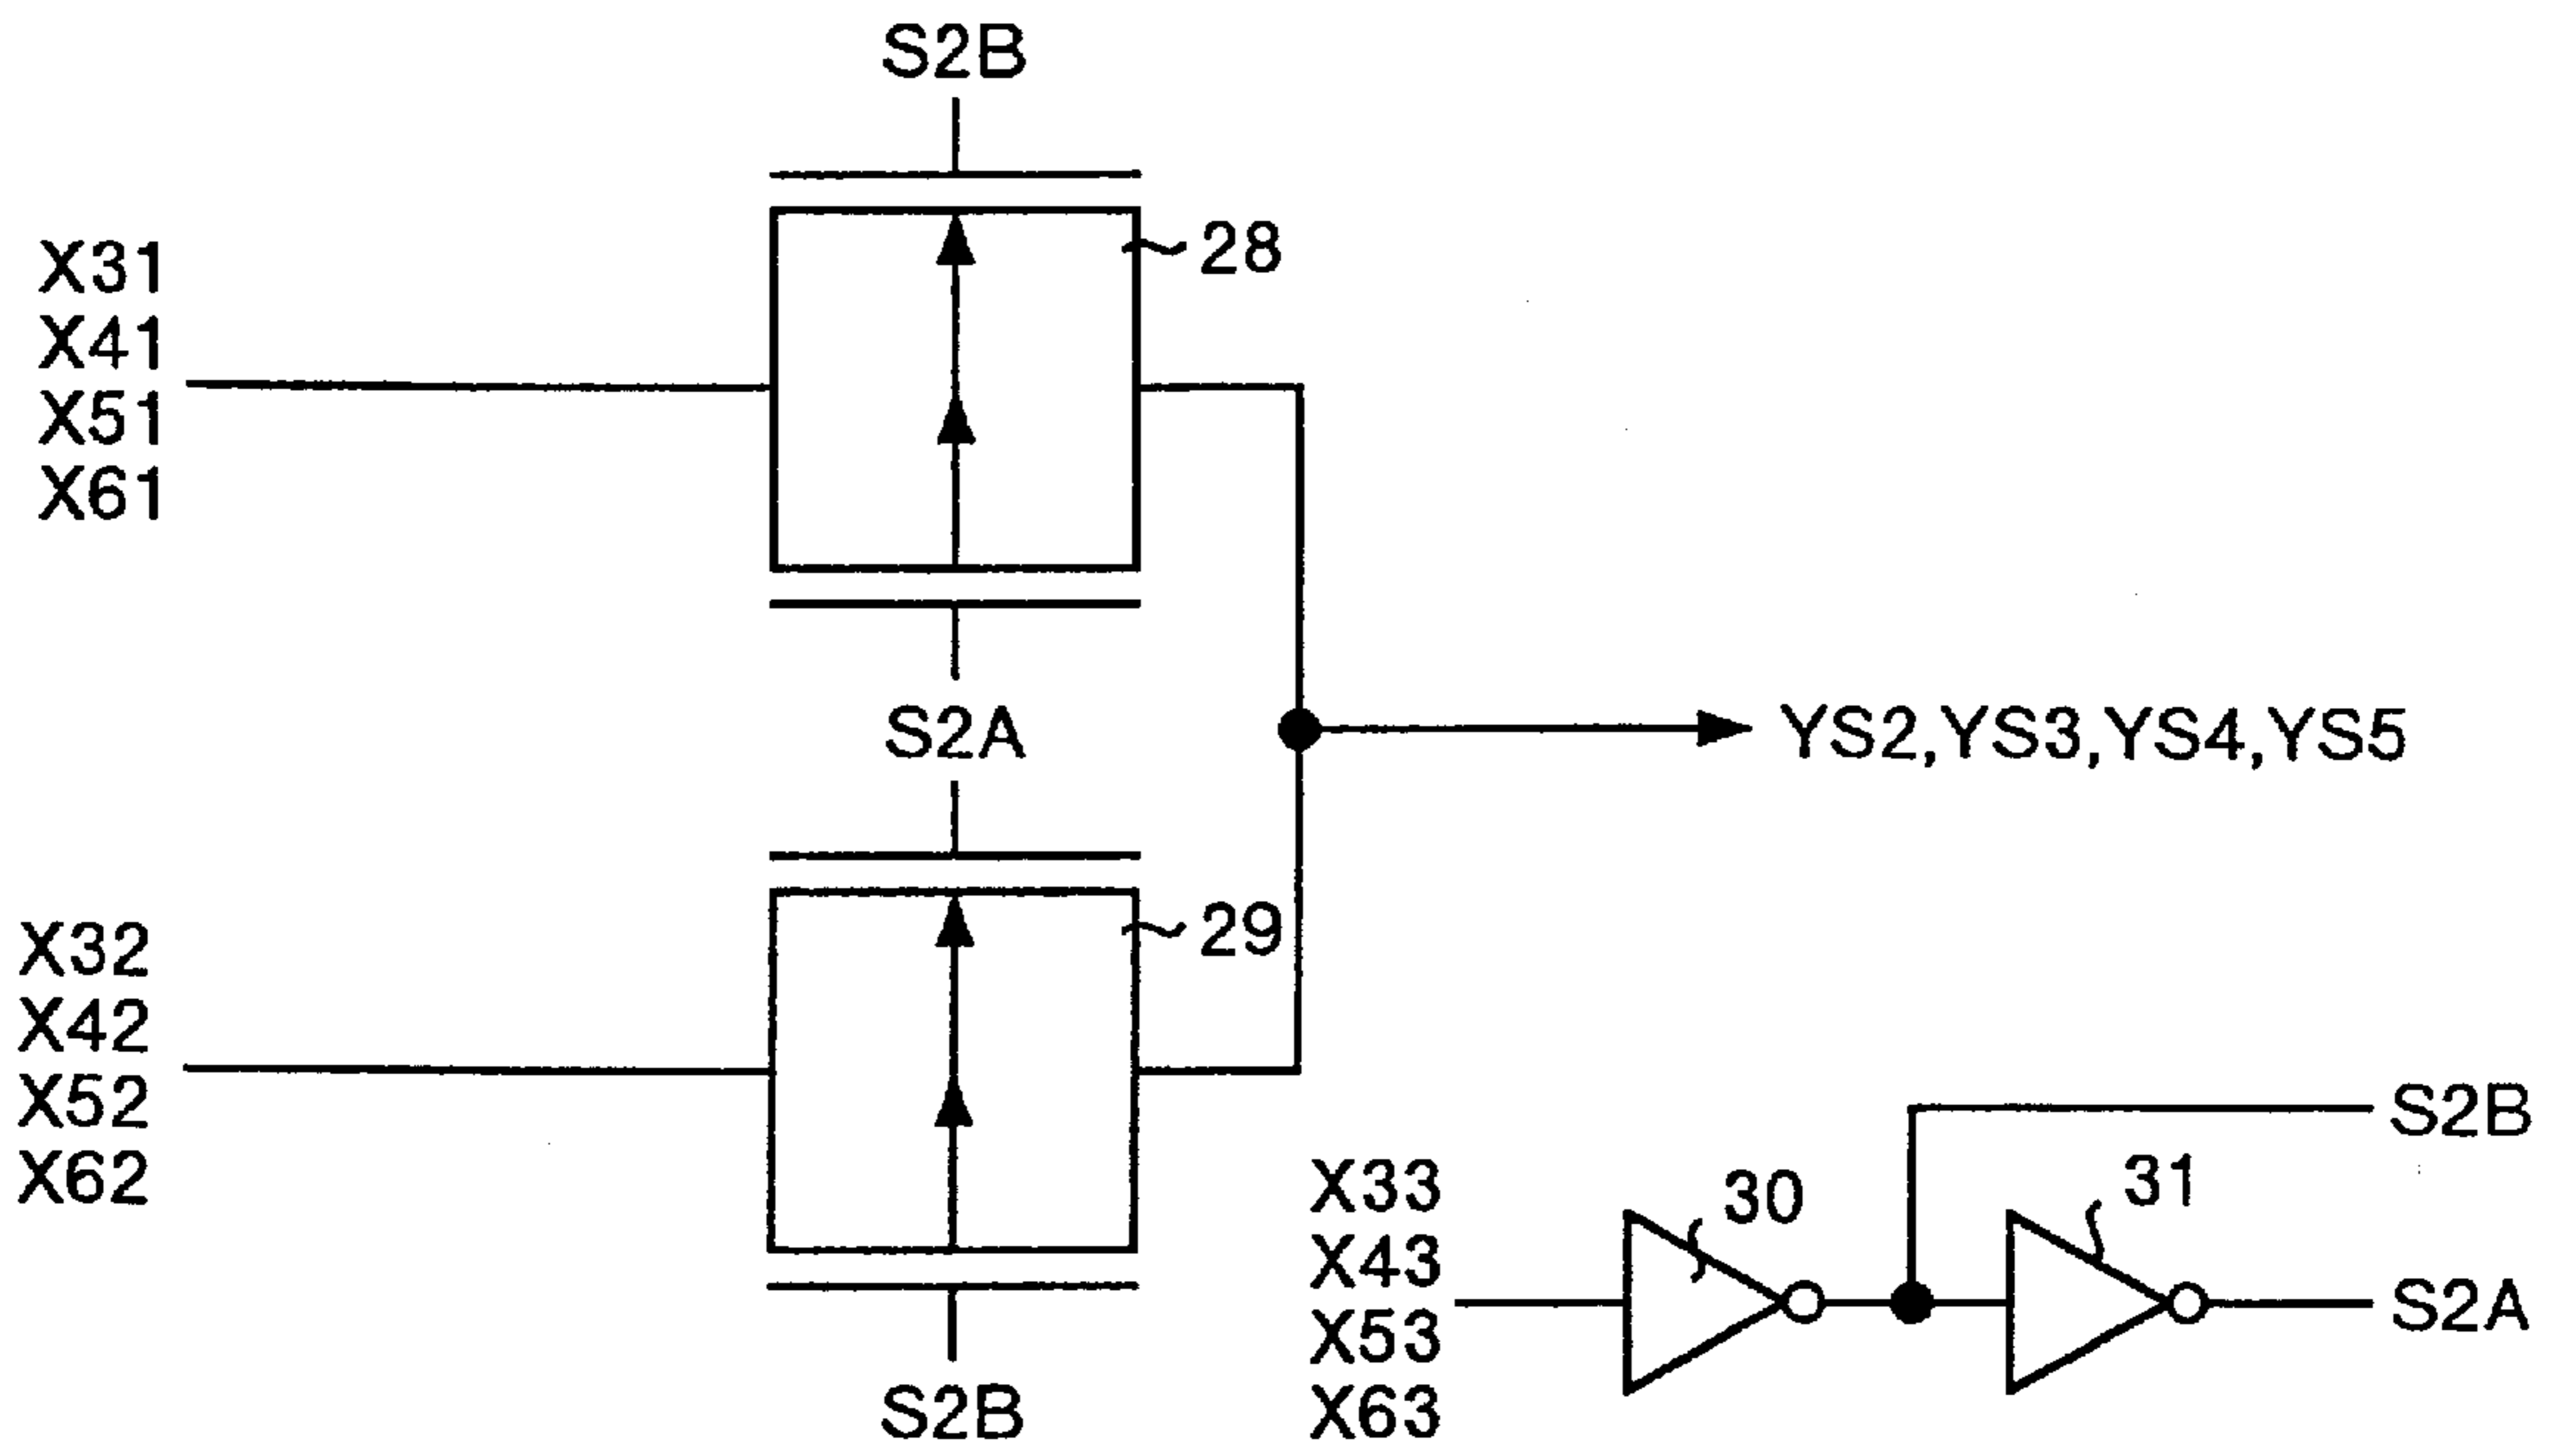 S2B
28
X31
X41
X51
X61
S2A
YS2,YS3,YS4,YS5
29
X32
X42
X52
X62
S2B
S2B
X33
X43
X53
X63
30
31
S2A